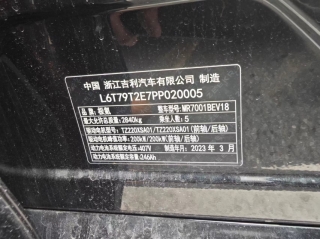 中国 浙江吉利汽车有限公司 制造
L6T79T2E7PP020005
品牌：极氪 整车型号：MR7001BEV18
最大允许总质量：2840kg 乘坐人数：5
驱动电机型号：TZ220XSA01/TZ220XSA01(前轴/后轴)
驱动电机峰值功率：200kW/200kW(前轴/后轴)
动力电池系统额定电压：407V 制造年月：2023 年 3 月
动力电池系统额定容量：246Ah